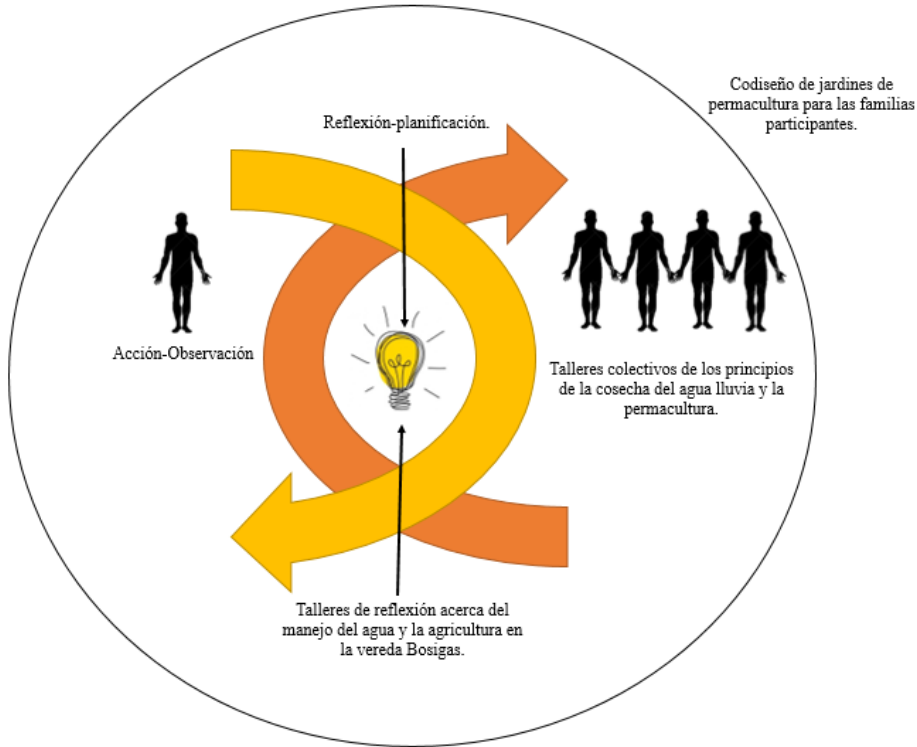 Codiseño de jardines de
permacultura para las familias
participantes.
Reflexión-planificación.
Acción-Observación
Talleres colectivos de los principios
de la cosecha del agua lluvia y la
permacultura.
Talleres de reflexión acerca del
manejo del agua y la agricultura en
la vereda Bosigas.